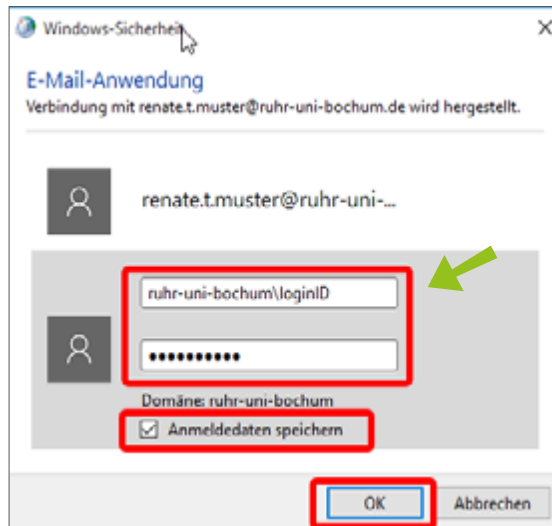 Windows-Sicherheit
E-Mail-Anwendung
Verbindung mit renate.t.muster@ruhr-uni-bochum.de wird hergestellt.
renate.t.muster@ruhr-uni-...
ruhr-uni-bochum\loginID
●●●●●●●●●●
Domäne: ruhr-uni-bochum
Anmeldedaten speichern
OK Abbrechen